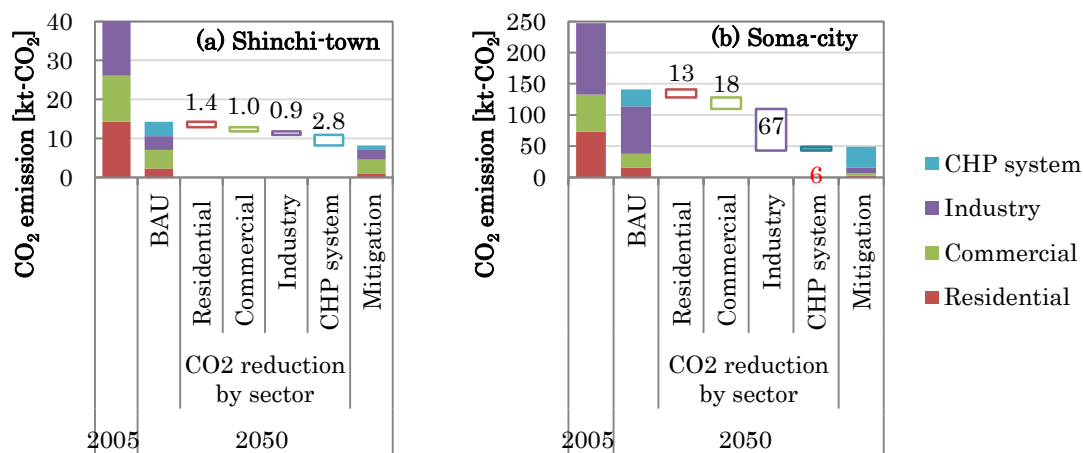 (a) Shinchi-town
CO₂ emission [kt-CO₂]
40
30
20
10
0
1.4
1.0
0.9
2.8
BAU
Residential
Commercial
Industry
CHP system
Mitigation
CO2 reduction
by sector
2005
2050
(b) Soma-city
CO₂ emission [kt-CO₂]
250
200
150
100
50
0
13
18
67
6
BAU
Residential
Commercial
Industry
CHP system
Mitigation
CO2 reduction
by sector
2005
2050
CHP system
Industry
Commercial
Residential